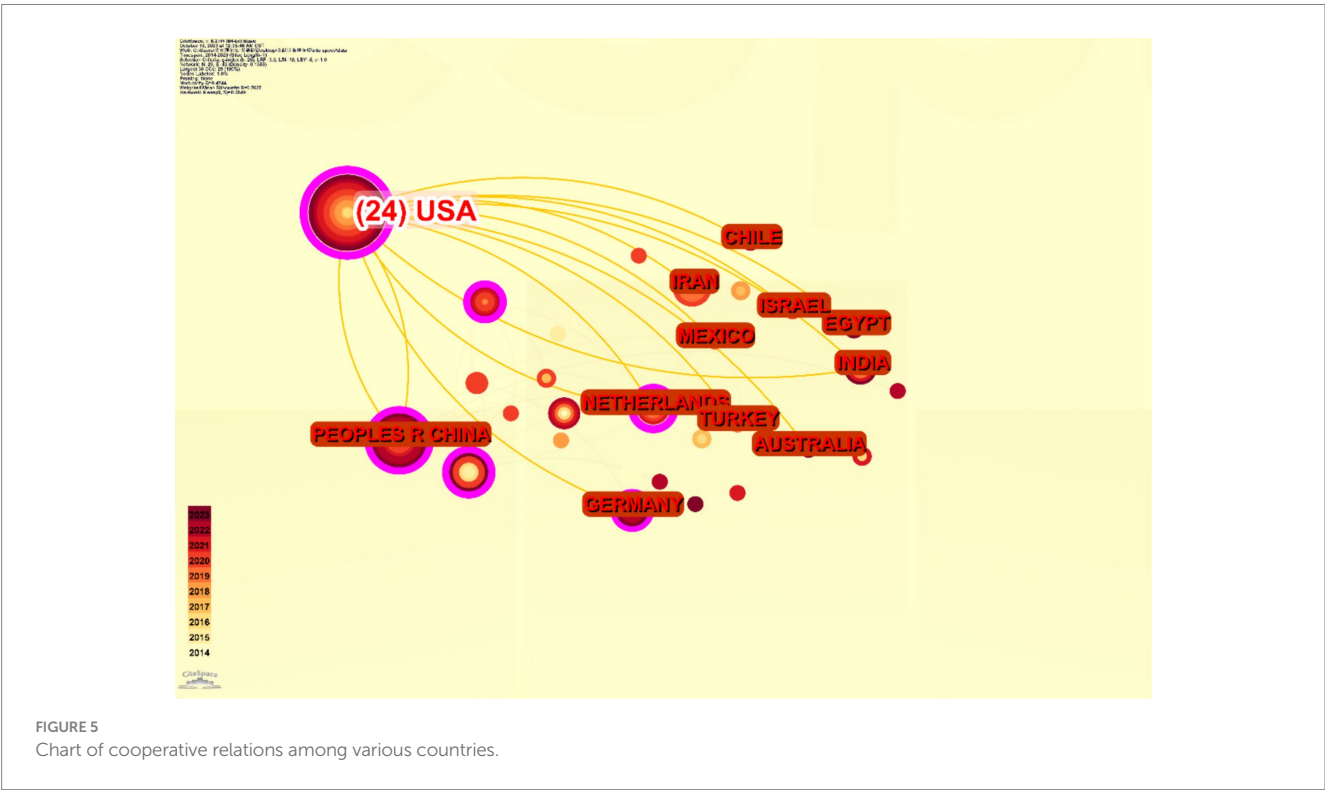 (24) USA
CHILE
IRAN
ISRAEL
EGYPT
MEXICO
INDIA
NETHERLANDS
TURKEY
PEOPLES R CHINA
AUSTRALIA
GERMANY
2023
2022
2021
2020
2019
2018
2017
2016
2015
2014
CiteSpace
FIGURE 5
Chart of cooperative relations among various countries.